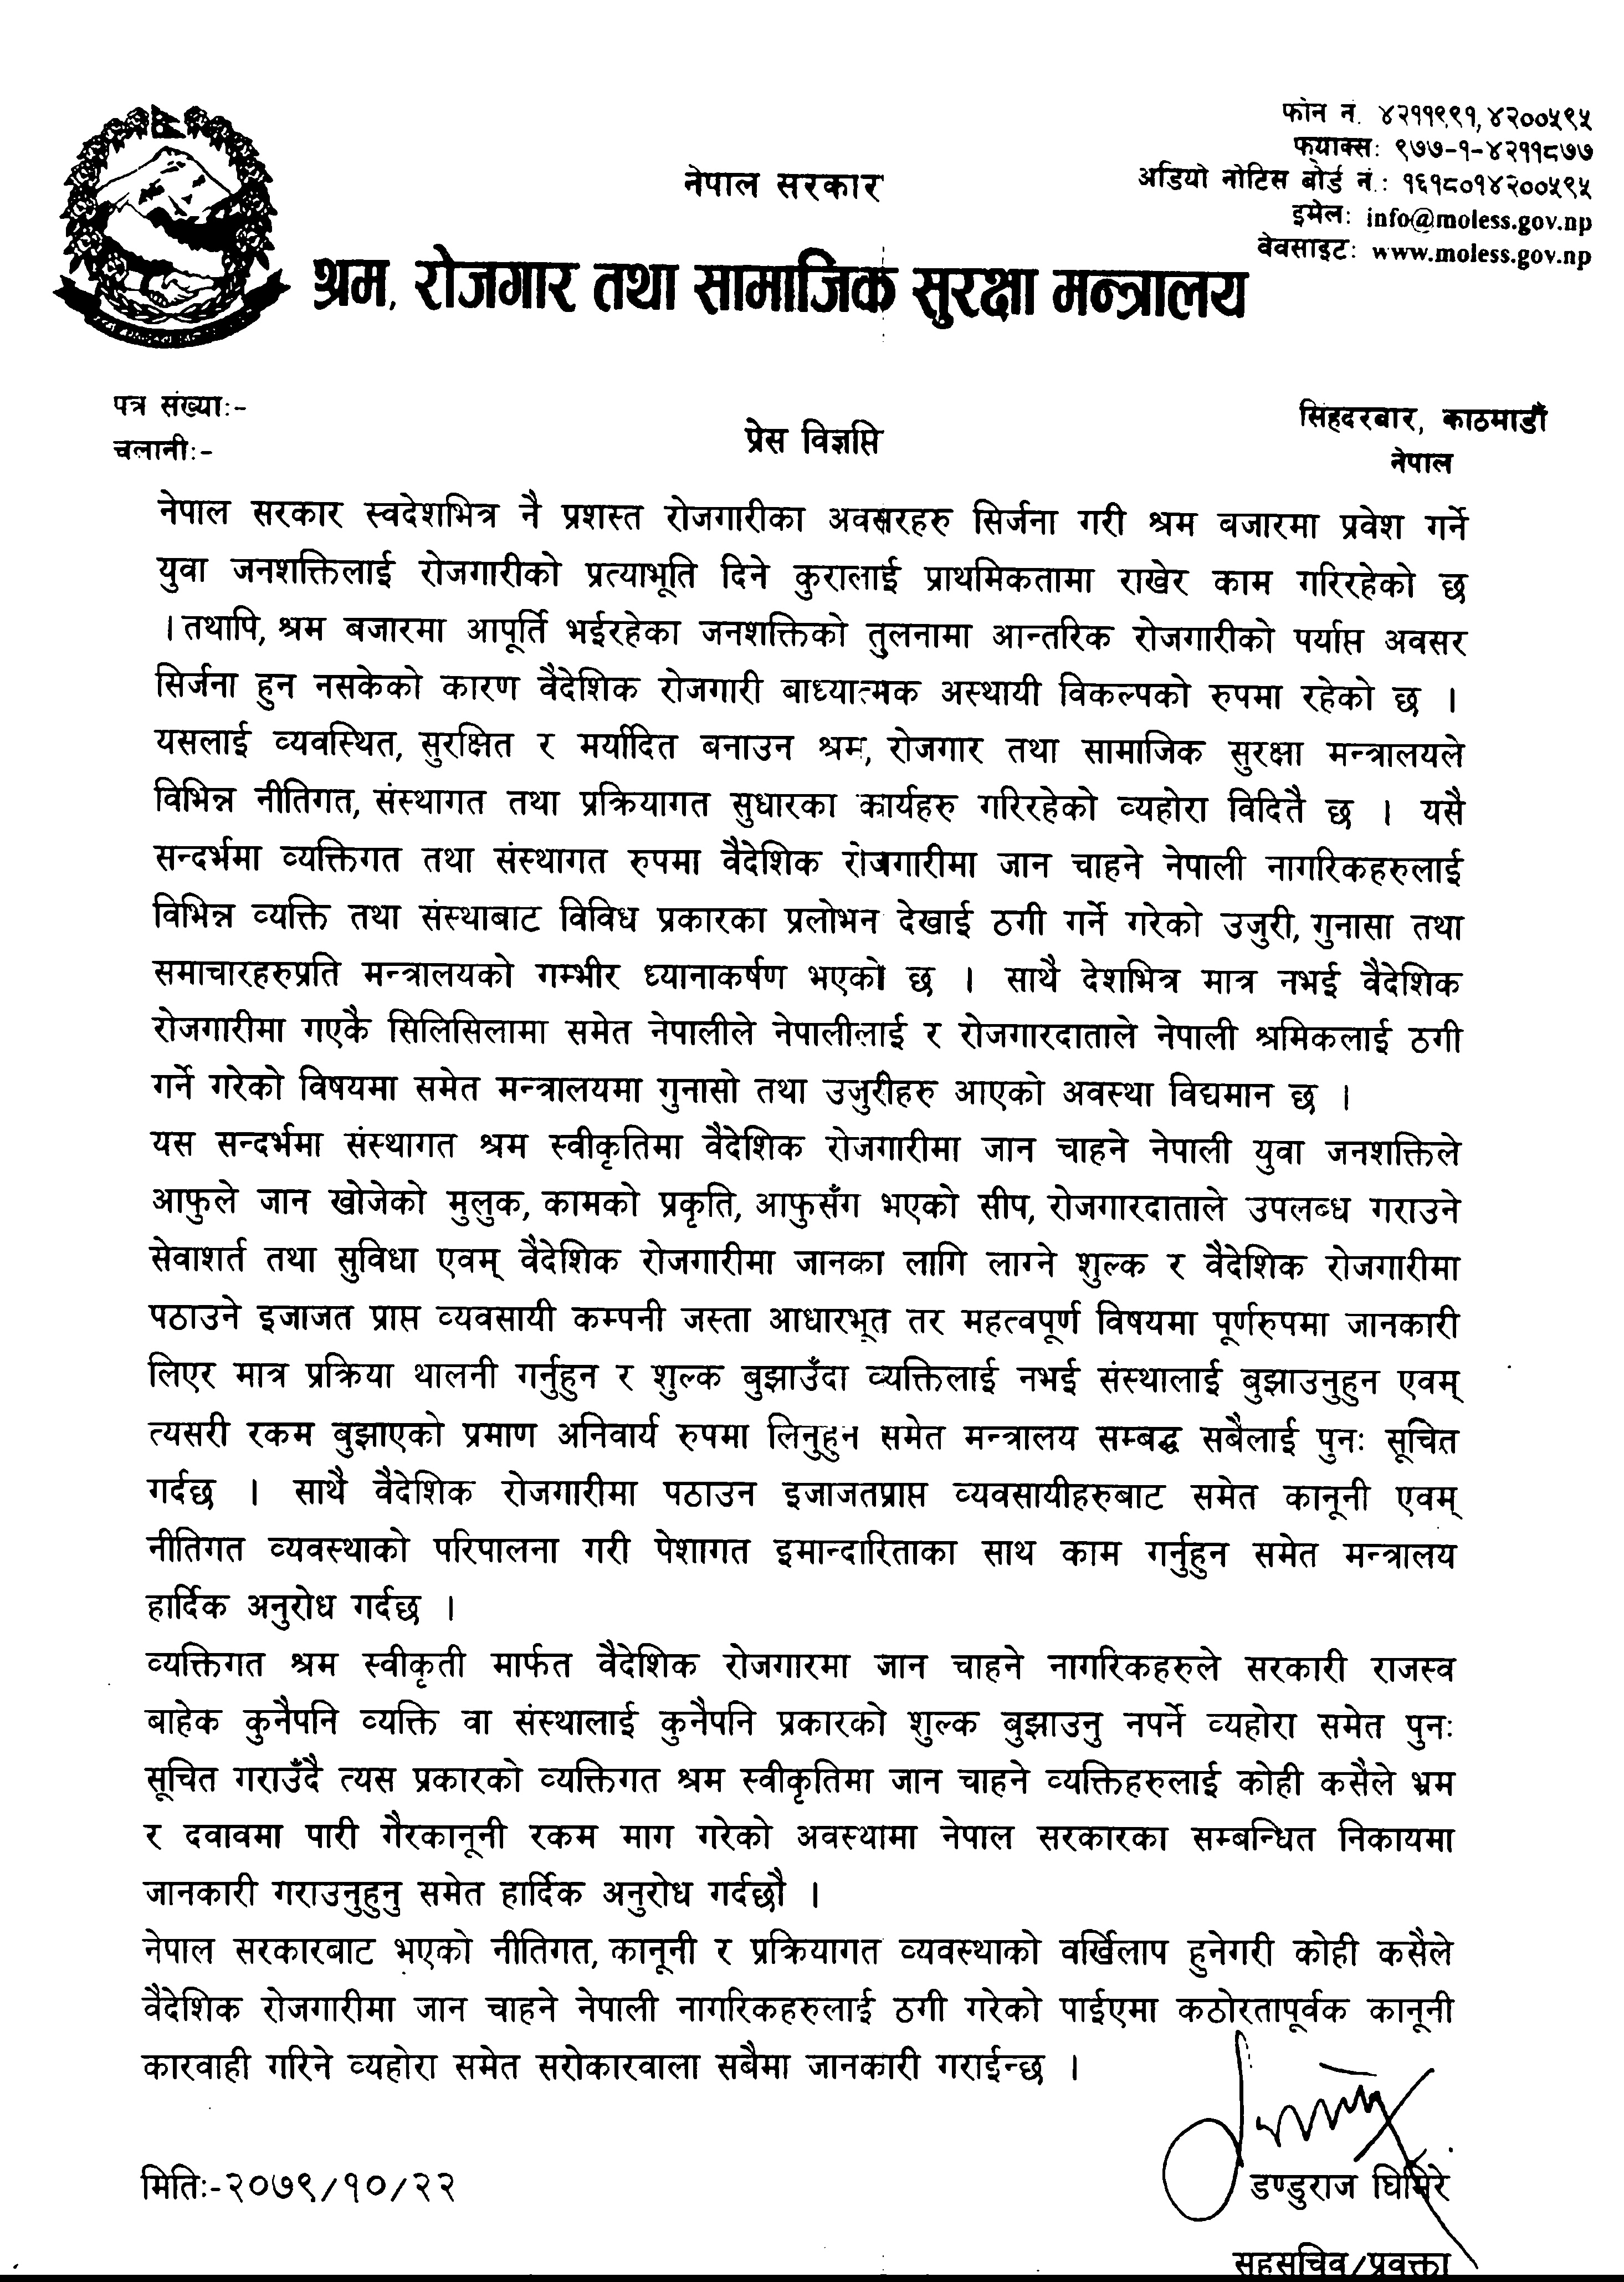 फोन नं. ४२११९९१, ४२००५९५
फ्याक्स: ९७७-१-४२११८७७
अडियो नोटिस बोर्ड नं.: १६१८०१४२००५९५
इमेल: info@moless.gov.np
वेवसाइट: www.moless.gov.np
नेपाल सरकार
श्रम, रोजगार तथा सामाजिक सुरक्षा मन्त्रालय
पत्र संख्याः-
चलानीः-
सिंहदरबार, काठमाडौं
नेपाल
प्रेस विज्ञप्ति
नेपाल सरकार स्वदेशभित्र नै प्रशस्त रोजगारीका अवसरहरु सिर्जना गरी श्रम बजारमा प्रवेश गर्ने
युवा जनशक्तिलाई रोजगारीको प्रत्याभूति दिने कुरालाई प्राथमिकतामा राखेर काम गरिरहेको छ
। तथापि, श्रम बजारमा आपूर्ति भईरहेका जनशक्तिको तुलनामा आन्तरिक रोजगारीको पर्याप्त अवसर
सिर्जना हुन नसकेको कारण वैदेशिक रोजगारी बाध्यात्मक अस्थायी विकल्पको रुपमा रहेको छ ।
यसलाई व्यवस्थित, सुरक्षित र मर्यादित बनाउन श्रम, रोजगार तथा सामाजिक सुरक्षा मन्त्रालयले
विभिन्न नीतिगत, संस्थागत तथा प्रक्रियागत सुधारका कार्यहरु गरिरहेको व्यहोरा विदितै छ । यसै
सन्दर्भमा व्यक्तिगत तथा संस्थागत रुपमा वैदेशिक रोजगारीमा जान चाहने नेपाली नागरिकहरुलाई
विभिन्न व्यक्ति तथा संस्थाबाट विविध प्रकारका प्रलोभन देखाई ठगी गर्ने गरेको उजुरी, गुनासा तथा
समाचारहरुप्रति मन्त्रालयको गम्भीर ध्यानाकर्षण भएको छ । साथै देशभित्र मात्र नभई वैदेशिक
रोजगारीमा गएकै सिलिसिलामा समेत नेपालीले नेपालीलाई र रोजगारदाताले नेपाली श्रमिकलाई ठगी
गर्ने गरेको विषयमा समेत मन्त्रालयमा गुनासो तथा उजुरीहरु आएको अवस्था विद्यमान छ ।
यस सन्दर्भमा संस्थागत श्रम स्वीकृतिमा वैदेशिक रोजगारीमा जान चाहने नेपाली युवा जनशक्तिले
आफुले जान खोजेको मुलुक, कामको प्रकृति, आफुसँग भएको सीप, रोजगारदाताले उपलब्ध गराउने
सेवाशर्त तथा सुविधा एवम् वैदेशिक रोजगारीमा जानका लागि लाग्ने शुल्क र वैदेशिक रोजगारीमा
पठाउने इजाजत प्राप्त व्यवसायी कम्पनी जस्ता आधारभूत तर महत्वपूर्ण विषयमा पूर्णरुपमा जानकारी
लिएर मात्र प्रक्रिया थालनी गर्नुहुन र शुल्क बुझाउँदा व्यक्तिलाई नभई संस्थालाई बुझाउनुहुन एवम्
त्यसरी रकम बुझाएको प्रमाण अनिवार्य रुपमा लिनुहुन समेत मन्त्रालय सम्बद्ध सबैलाई पुनः सूचित
गर्दछ । साथै वैदेशिक रोजगारीमा पठाउन इजाजतप्राप्त व्यवसायीहरुबाट समेत कानूनी एवम्
नीतिगत व्यवस्थाको परिपालना गरी पेशागत इमान्दारिताका साथ काम गर्नुहुन समेत मन्त्रालय
हार्दिक अनुरोध गर्दछ ।
व्यक्तिगत श्रम स्वीकृती मार्फत वैदेशिक रोजगारमा जान चाहने नागरिकहरुले सरकारी राजस्व
बाहेक कुनैपनि व्यक्ति वा संस्थालाई कुनैपनि प्रकारको शुल्क बुझाउनु नपर्ने व्यहोरा समेत पुनः
सूचित गराउँदै त्यस प्रकारको व्यक्तिगत श्रम स्वीकृतिमा जान चाहने व्यक्तिहरुलाई कोही कसैले भ्रम
र दवावमा पारी गैरकानूनी रकम माग गरेको अवस्थामा नेपाल सरकारका सम्बन्धित निकायमा
जानकारी गराउनुहुनु समेत हार्दिक अनुरोध गर्दछौ ।
नेपाल सरकारबाट भएको नीतिगत, कानूनी र प्रक्रियागत व्यवस्थाको वर्खिलाप हुनेगरी कोही कसैले
वैदेशिक रोजगारीमा जान चाहने नेपाली नागरिकहरुलाई ठगी गरेको पाईएमा कठोरतापूर्वक कानूनी
कारवाही गरिने व्यहोरा समेत सरोकारवाला सबैमा जानकारी गराईन्छ ।
मितिः-२०७९/१०/२२
डण्डुराज घिमिरे
सहसचिव/प्रवक्ता